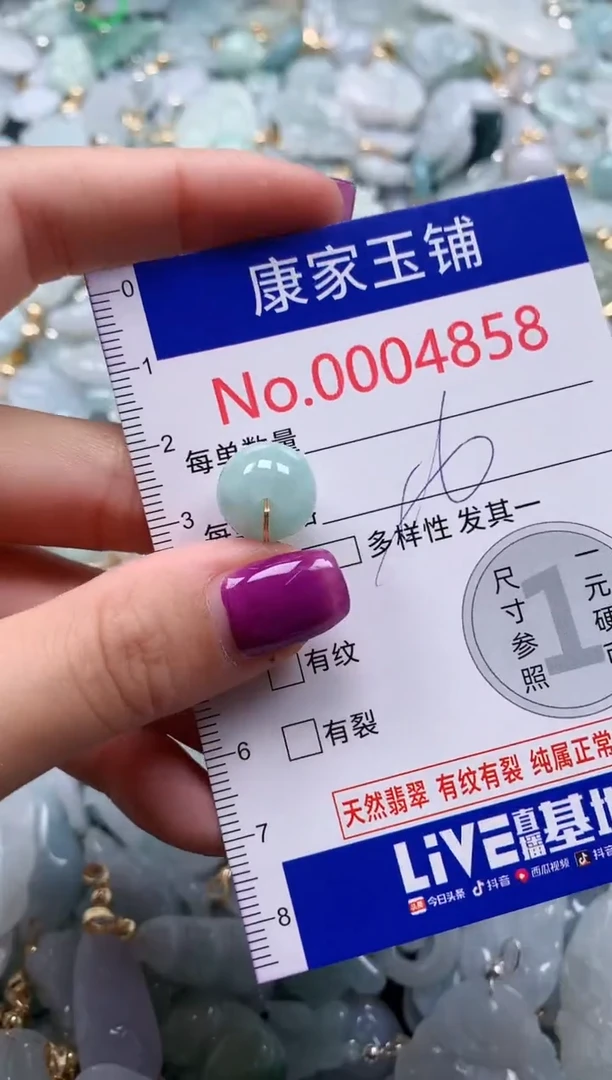 康家玉铺
0
1
No.0004858
2
每单数量
3
多样性 发其一
尺寸参照
1
一元硬
有纹
有裂
6
天然翡翠 有纹有裂 纯属正常
7
LiVE直播基地
今日头条 抖音 西瓜视频 抖音
8